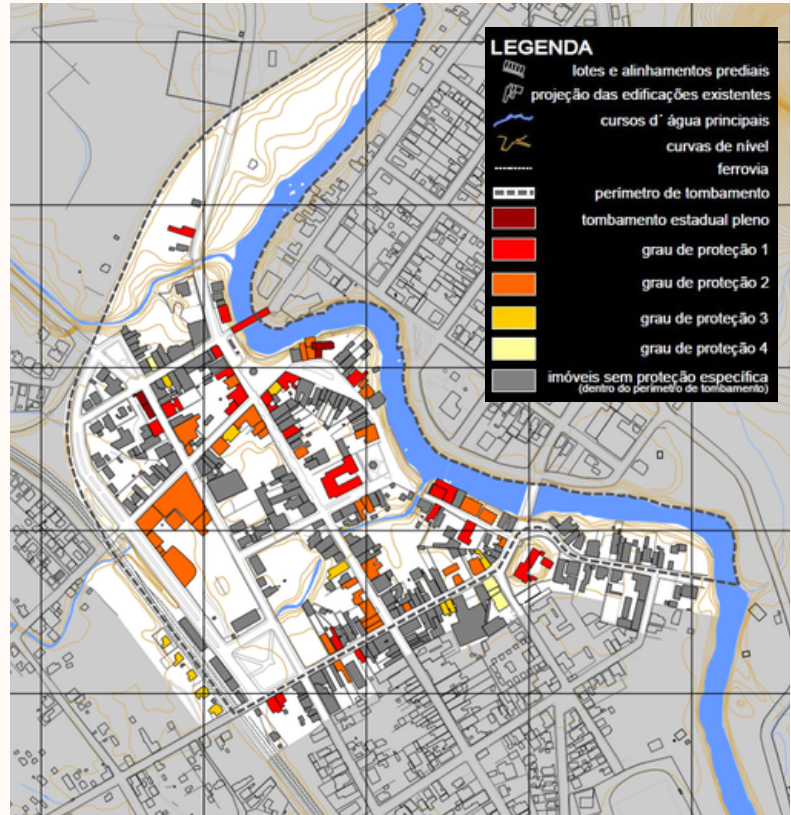 LEGENDA
lotes e alinhamentos prediais
projeção das edificações existentes
cursos d´ água principais
curvas de nível
ferrovia
perímetro de tombamento
tombamento estadual pleno
grau de proteção 1
grau de proteção 2
grau de proteção 3
grau de proteção 4
imóveis sem proteção específica
(dentro do perímetro de tombamento)